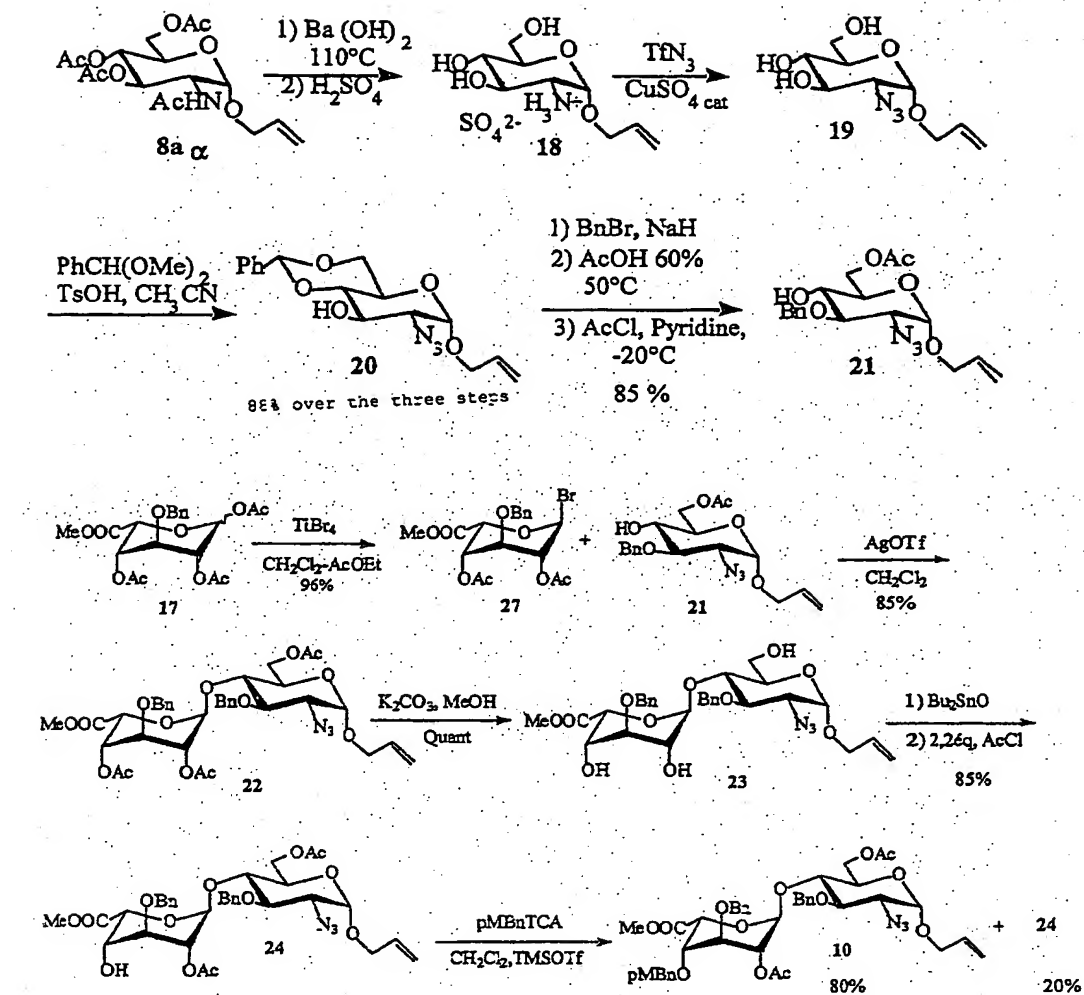 OAc
O
AcO
AcO
AcHN
O
8a α
1) Ba (OH)2
110°C
2) H2SO4
OH
O
HO
HO
H3N+
SO4 2-
O
18
TfN3
CuSO4 cat
OH
O
HO
HO
N3
O
19
PhCH(OMe)2
TsOH, CH3CN
Ph
O
O
O
HO
N3
O
20
88% over the three steps
1) BnBr, NaH
2) AcOH 60%
50°C
3) AcCl, Pyridine,
-20°C
85 %
OAc
O
HO
BnO
N3
O
21
OBn
OAc
MeOOC
O
OAc
OAc
17
TiBr4
CH2Cl2-AcOEt
96%
Br
OBn
MeOOC
O
OAc
OAc
27
+
OAc
O
HO
BnO
N3
O
21
AgOTf
CH2Cl2
85%
OAc
O
O
OBn
BnO
MeOOC
O
N3
O
OAc
OAc
22
K2CO3, MeOH
Quant
OH
O
O
OBn
BnO
MeOOC
O
N3
O
OH
OH
23
1) Bu2SnO
2) 2,2éq, AcCl
85%
OAc
O
O
OBn
BnO
MeOOC
O
N3
O
OH
OAc
24
pMBnTCA
CH2Cl2,TMSOTf
OAc
O
O
OBn
BnO
MeOOC
O
N3
O
pMBnO
OAc
10
80%
+
24
20%